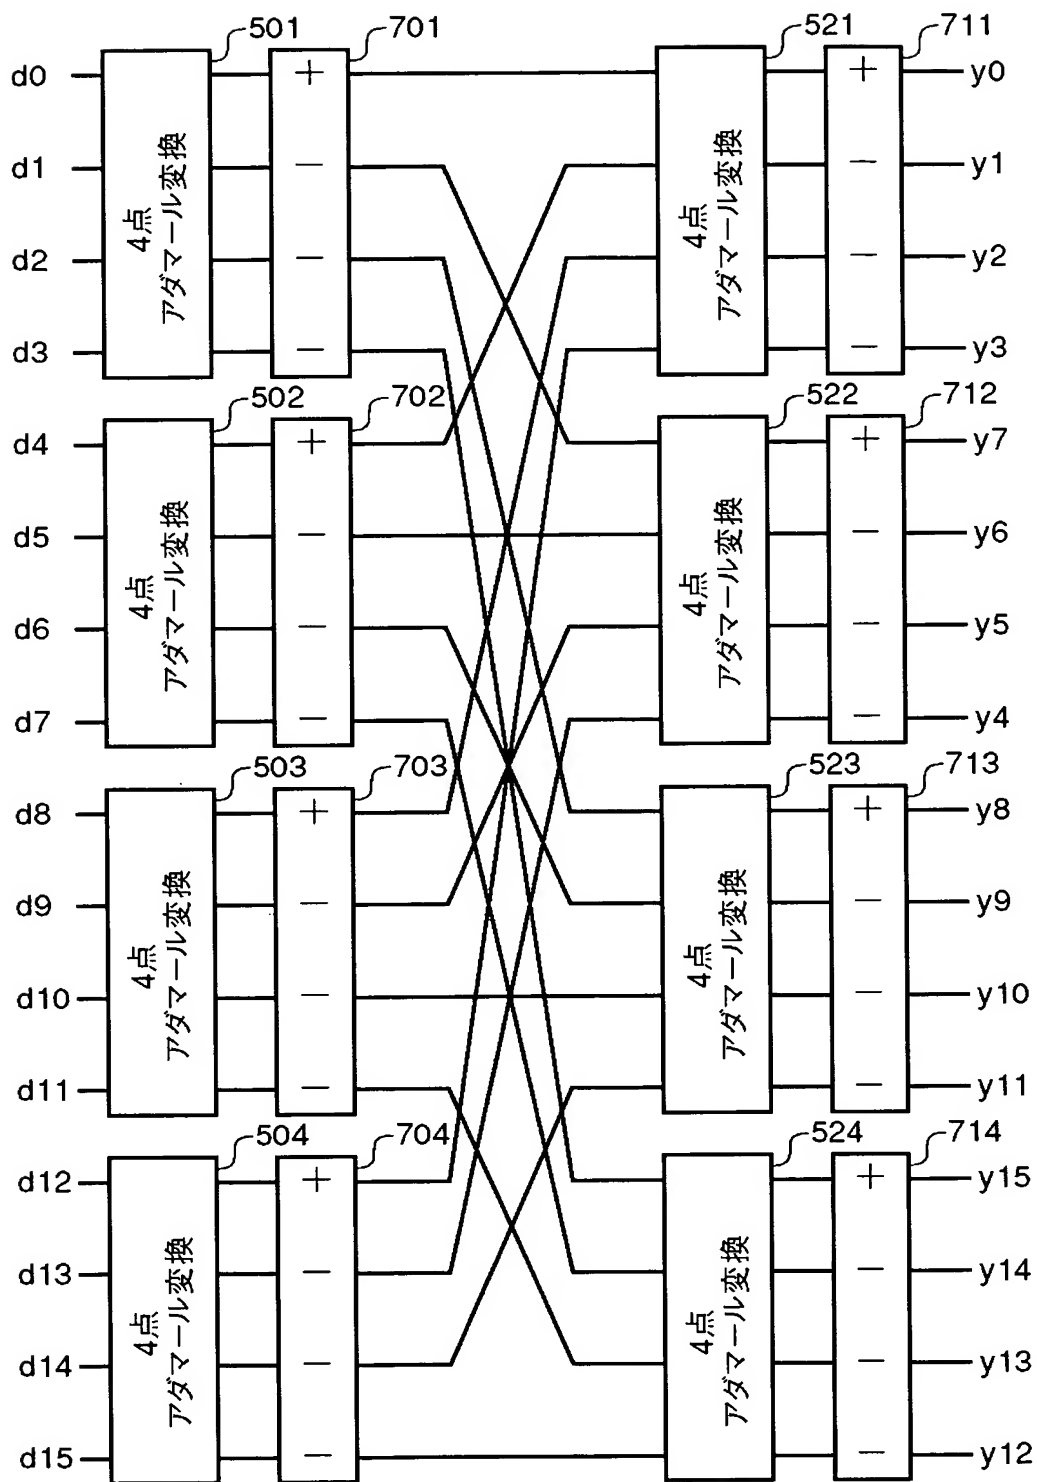 501 701 521 711
d0 + + y0
d1 − − y1
d2 − − y2
d3 − − y3
4点
アダマール変換
4点
アダマール変換
502 702 522 712
d4 + + y7
d5 − − y6
d6 − − y5
d7 − − y4
4点
アダマール変換
4点
アダマール変換
503 703 523 713
d8 + + y8
d9 − − y9
d10 − − y10
d11 − − y11
4点
アダマール変換
4点
アダマール変換
504 704 524 714
d12 + + y15
d13 − − y14
d14 − − y13
d15 − − y12
4点
アダマール変換
4点
アダマール変換